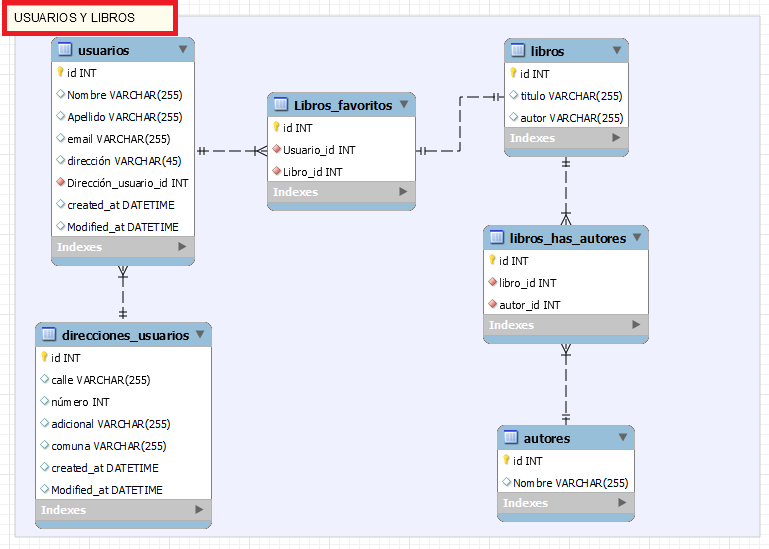 USUARIOS Y LIBROS
usuarios
id INT
Nombre VARCHAR(255)
Apellido VARCHAR(255)
email VARCHAR(255)
dirección VARCHAR(45)
Dirección_usuario_id INT
created_at DATETIME
Modified_at DATETIME
Indexes
Libros_favoritos
id INT
Usuario_id INT
Libro_id INT
Indexes
libros
id INT
titulo VARCHAR(255)
autor VARCHAR(255)
Indexes
libros_has_autores
id INT
libro_id INT
autor_id INT
Indexes
direcciones_usuarios
id INT
calle VARCHAR(255)
número INT
adicional VARCHAR(255)
comuna VARCHAR(255)
created_at DATETIME
Modified_at DATETIME
Indexes
autores
id INT
Nombre VARCHAR(255)
Indexes